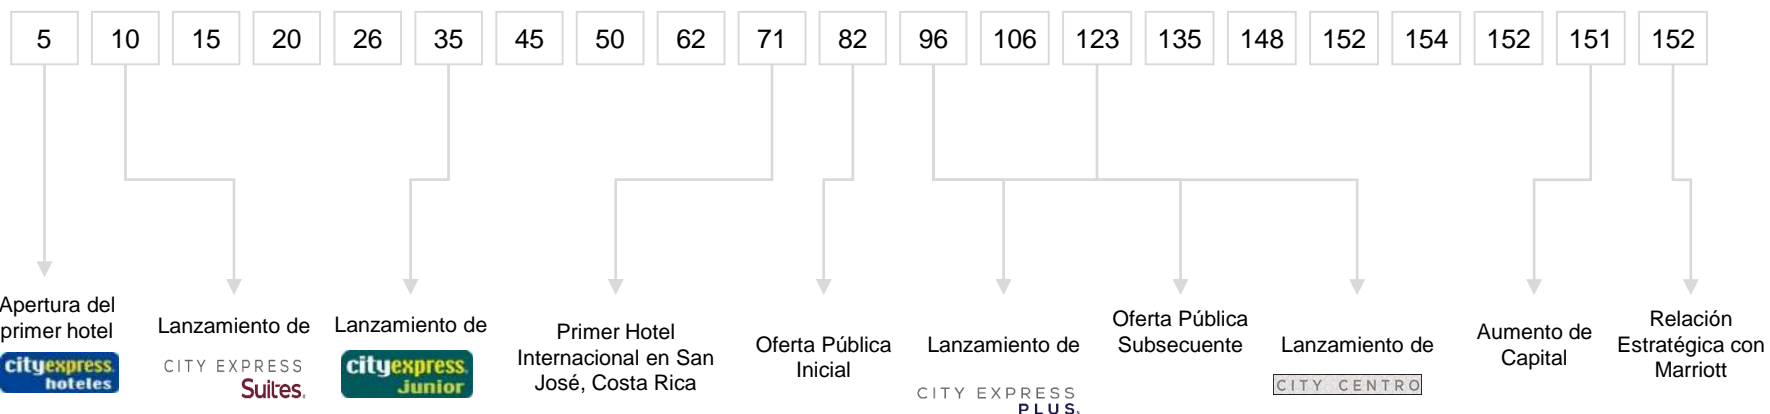 5 10 15 20 26 35 45 50 62 71 82 96 106 123 135 148 152 154 152 151 152
Apertura del
primer hotel
cityexpress.
hoteles
Lanzamiento de
CITY EXPRESS
Suites.
Lanzamiento de
cityexpress.
Junior
Primer Hotel
Internacional en San
José, Costa Rica
Oferta Pública
Inicial
Lanzamiento de
CITY EXPRESS
PLUS.
Oferta Pública
Subsecuente
Lanzamiento de
CITY CENTRO
Aumento de
Capital
Relación
Estratégica con
Marriott